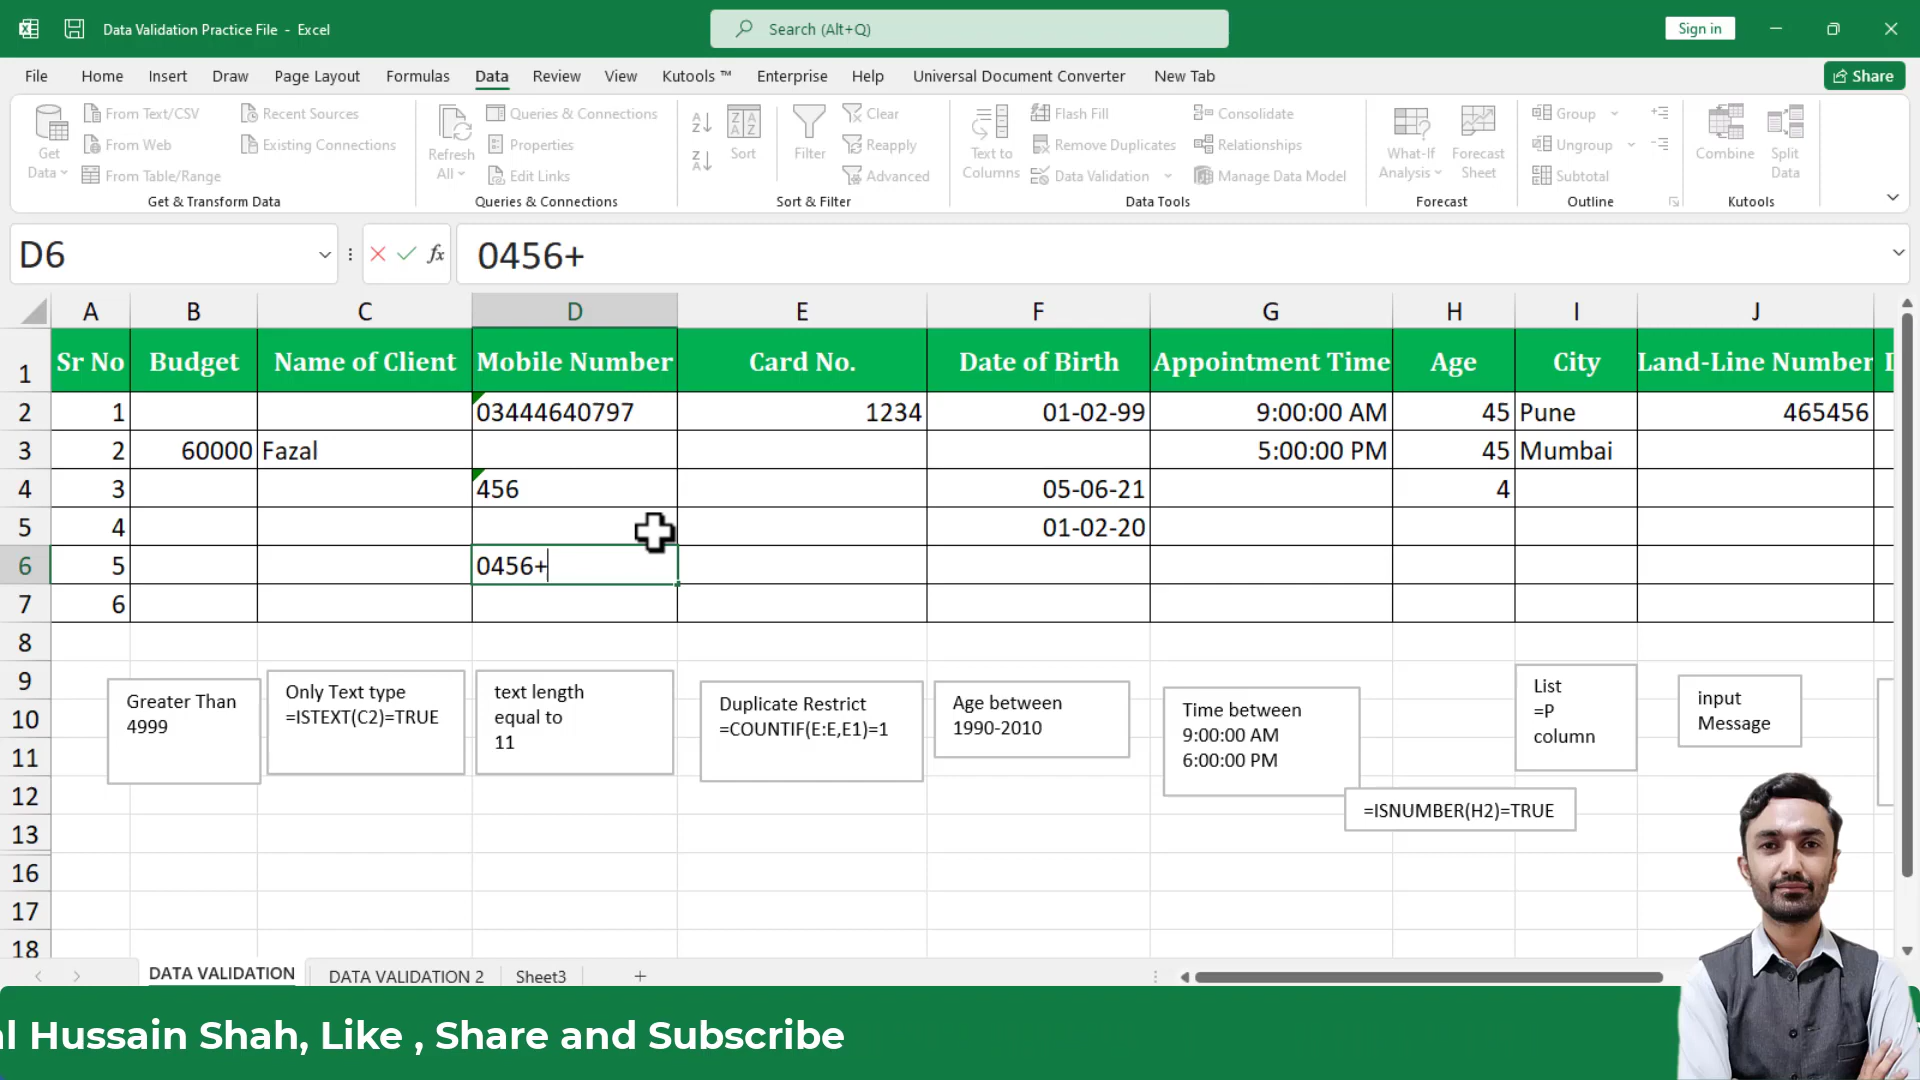 Data Validation Practice File - Excel
Search (Alt+Q)
Sign in
File Home Insert Draw Page Layout Formulas Data Review View Kutools ™ Enterprise Help Universal Document Converter New Tab
Share
Get Data
From Text/CSV
From Web
From Table/Range
Recent Sources
Existing Connections
Get & Transform Data
Refresh All
Queries & Connections
Properties
Edit Links
Queries & Connections
Sort
Filter
Clear
Reapply
Advanced
Sort & Filter
Text to Columns
Flash Fill
Remove Duplicates
Data Validation
Consolidate
Relationships
Manage Data Model
Data Tools
What-If Analysis
Forecast Sheet
Forecast
Group
Ungroup
Subtotal
Outline
Combine
Split Data
Kutools
D6
fx
0456+
A B C D E F G H I J
1 Sr No Budget Name of Client Mobile Number Card No. Date of Birth Appointment Time Age City Land-Line Number
2 1 03444640797 1234 01-02-99 9:00:00 AM 45 Pune 465456
3 2 60000 Fazal 5:00:00 PM 45 Mumbai
4 3 456 05-06-21 4
5 4 01-02-20
6 5 0456+
7 6
8
9
10
11
12
13
16
17
18
Greater Than
4999
Only Text type
=ISTEXT(C2)=TRUE
text length
equal to
11
Duplicate Restrict
=COUNTIF(E:E,E1)=1
Age between
1990-2010
Time between
9:00:00 AM
6:00:00 PM
=ISNUMBER(H2)=TRUE
List
=P
column
input
Message
DATA VALIDATION DATA VALIDATION 2 Sheet3
Hussain Shah, Like , Share and Subscribe